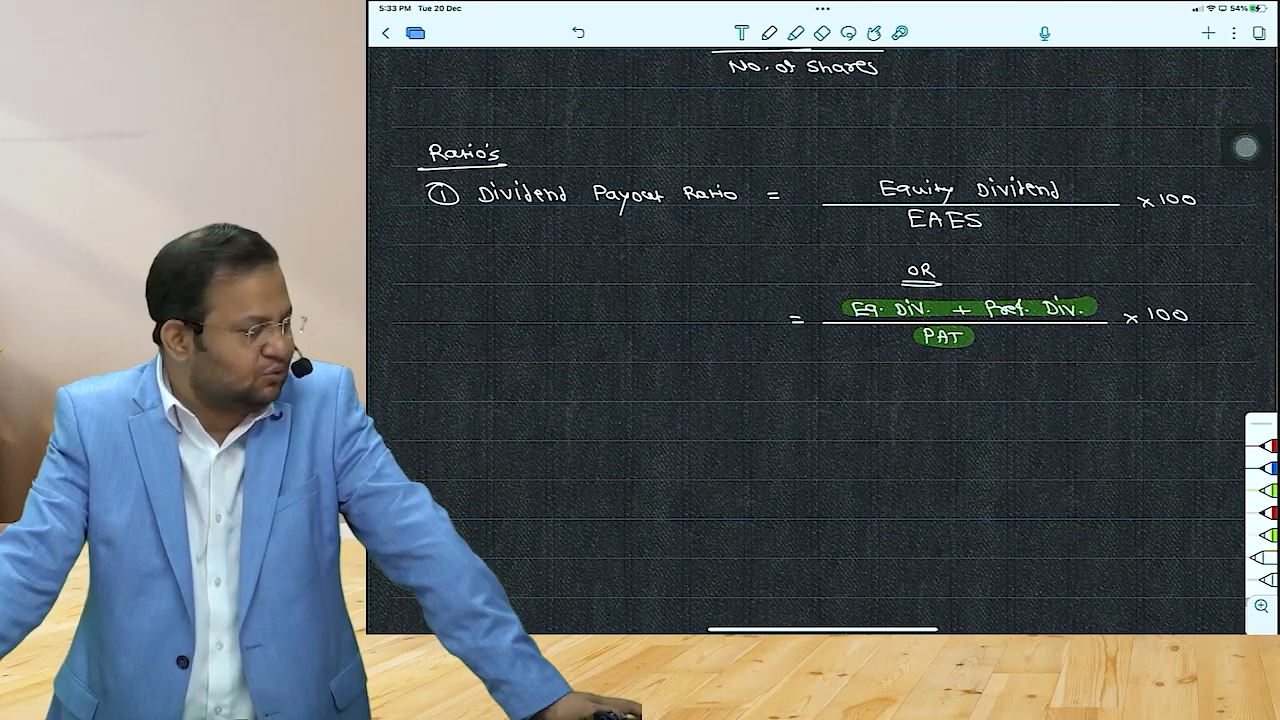 5:33 PM Tue 20 Dec
54%
No. of Shares
Ratio's
① Dividend Payout Ratio = Equity Dividend × 100
EAES
OR
= Eq. Div. + Pref. Div. × 100
PAT